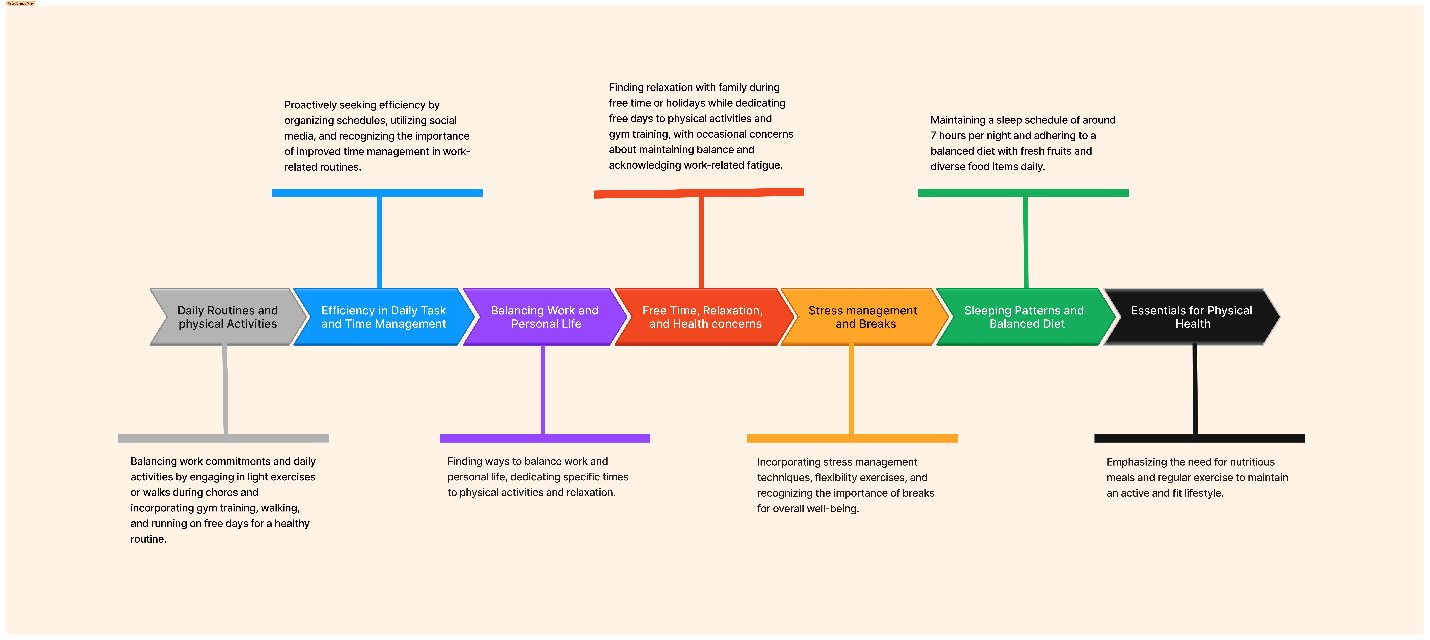 Proactively seeking efficiency by
organizing schedules, utilizing social
media, and recognizing the importance
of improved time management in work-
related routines.
Finding relaxation with family during
free time or holidays while dedicating
free days to physical activities and
gym training, with occasional concerns
about maintaining balance and
acknowledging work-related fatigue.
Maintaining a sleep schedule of around
7 hours per night and adhering to a
balanced diet with fresh fruits and
diverse food items daily.
Daily Routines and
physical Activities
Efficiency in Daily Task
and Time Management
Balancing Work and
Personal Life
Free Time, Relaxation,
and Health concerns
Stress management
and Breaks
Sleeping Patterns and
Balanced Diet
Essentials for Physical
Health
Balancing work commitments and daily
activities by engaging in light exercises
or walks during chores and
incorporating gym training, walking,
and running on free days for a healthy
routine.
Finding ways to balance work and
personal life, dedicating specific times
to physical activities and relaxation.
Incorporating stress management
techniques, flexibility exercises, and
recognizing the importance of breaks
for overall well-being.
Emphasizing the need for nutritious
meals and regular exercise to maintain
an active and fit lifestyle.